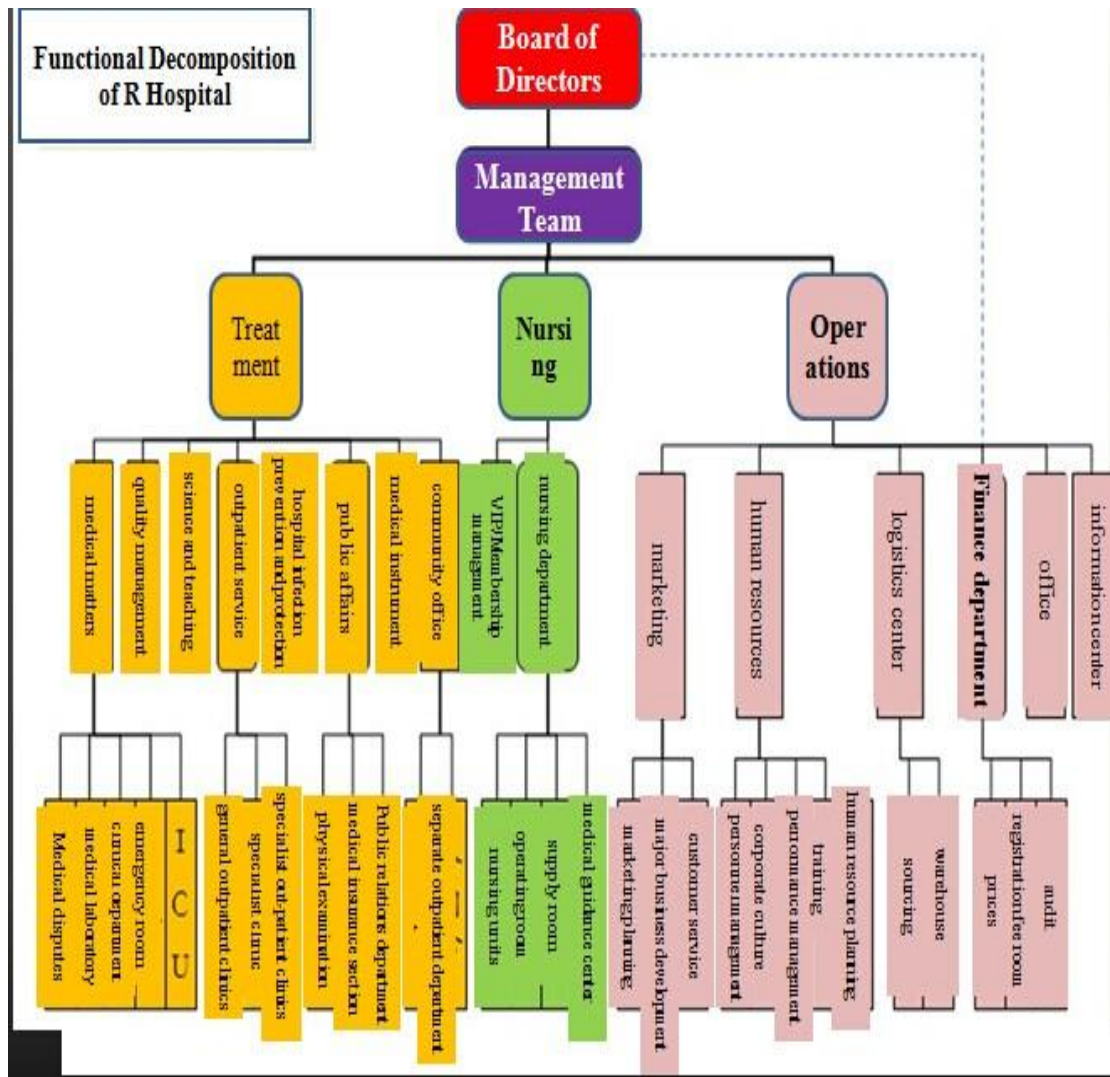 Functional Decomposition
of R Hospital
Board of
Directors
Management
Team
Treat
ment
Nursi
ng
Oper
ations
medical matters
quality management
science and teaching
outpatient service
hospital infection
prevention and protection
public affairs
medical instrument
community office
VIP/Membership
management
nursing department
marketing
human resources
logistics center
Finance department
office
information center
I C U
emergency room
clinical department
medical laboratory
Medical disputes
specialist out-patient clinics
specialist clinic
general outpatient clinics
Public relations department
medical insurance section
physical examination
separate outpatient department
medical guidance center
supply room
operating room
nursing units
customer service
major business development
marketing planning
human resource planning
training
performance management
corporate culture
personnel management
warehouse
sourcing
audit
registration fee room
prices